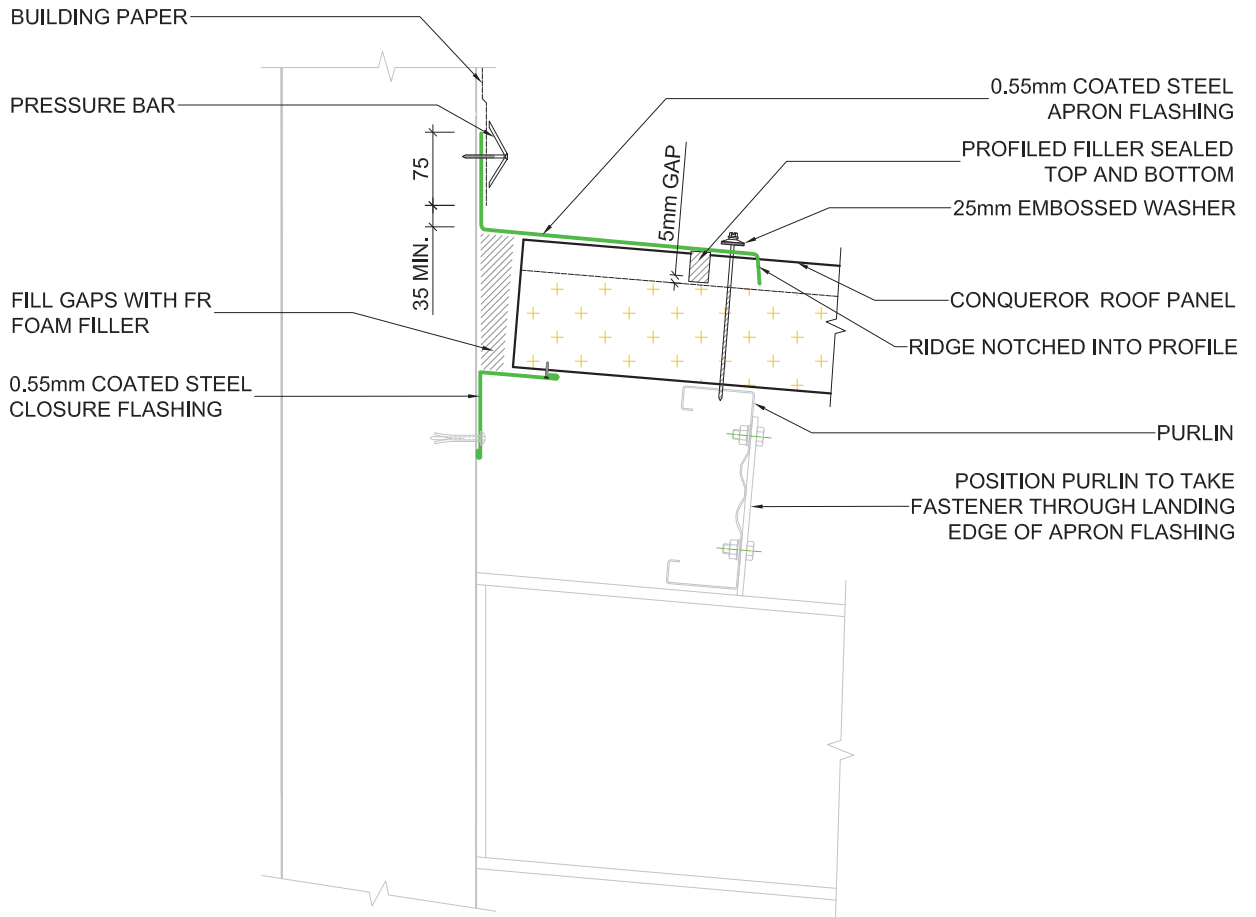 BUILDING PAPER
PRESSURE BAR
75
35 MIN.
FILL GAPS WITH FR
FOAM FILLER
0.55mm COATED STEEL
CLOSURE FLASHING
5mm GAP
0.55mm COATED STEEL
APRON FLASHING
PROFILED FILLER SEALED
TOP AND BOTTOM
25mm EMBOSSED WASHER
CONQUEROR ROOF PANEL
RIDGE NOTCHED INTO PROFILE
PURLIN
POSITION PURLIN TO TAKE
FASTENER THROUGH LANDING
EDGE OF APRON FLASHING